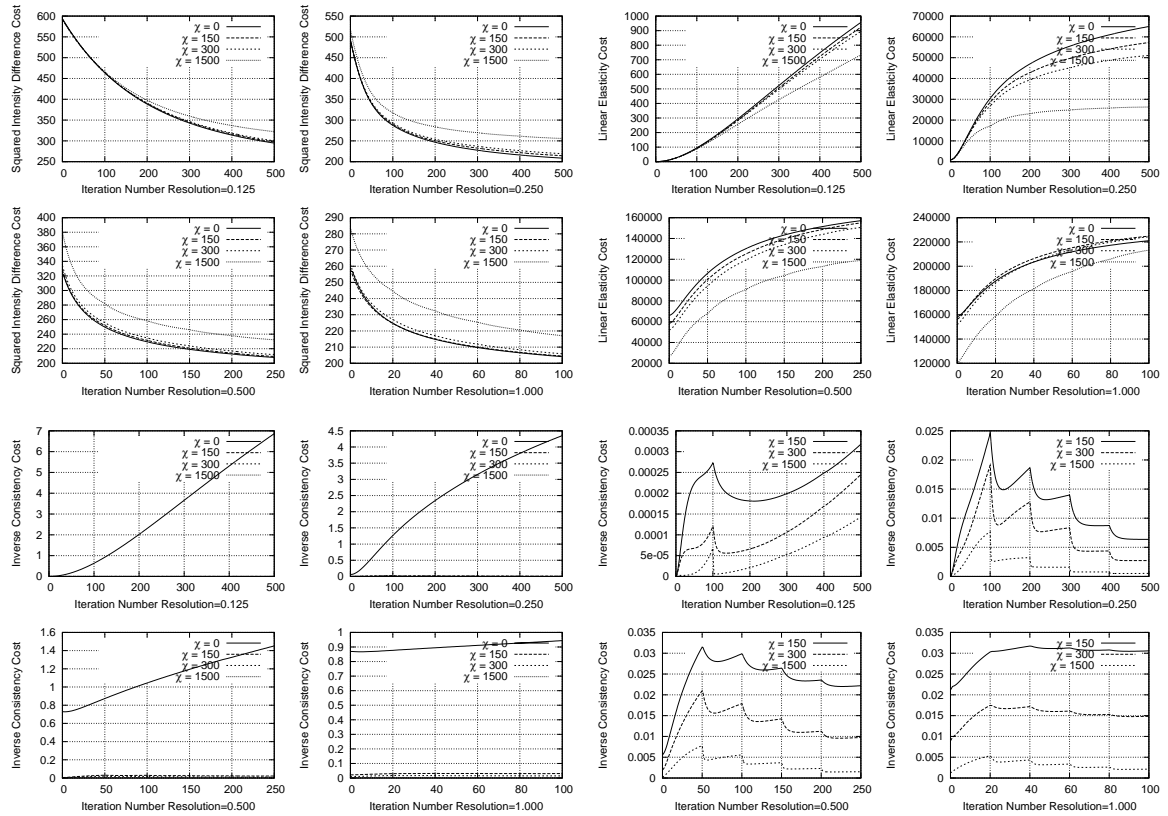 Squared Intensity Difference Cost
600
550
500
450
400
350
300
250
χ = 0
χ = 150
χ = 300
χ = 1500
0 100 200 300 400 500
Iteration Number Resolution=0.125
Squared Intensity Difference Cost
550
500
450
400
350
300
250
200
χ = 0
χ = 150
χ = 300
χ = 1500
0 100 200 300 400 500
Iteration Number Resolution=0.250
Linear Elasticity Cost
1000
900
800
700
600
500
400
300
200
100
0
χ = 0
χ = 150
χ = 300
χ = 1500
0 100 200 300 400 500
Iteration Number Resolution=0.125
Linear Elasticity Cost
70000
60000
50000
40000
30000
20000
10000
0
χ = 0
χ = 150
χ = 300
χ = 1500
0 100 200 300 400 500
Iteration Number Resolution=0.250
Squared Intensity Difference Cost
400
380
360
340
320
300
280
260
240
220
200
χ = 0
χ = 150
χ = 300
χ = 1500
0 50 100 150 200 250
Iteration Number Resolution=0.500
Squared Intensity Difference Cost
290
280
270
260
250
240
230
220
210
200
χ = 0
χ = 150
χ = 300
χ = 1500
0 20 40 60 80 100
Iteration Number Resolution=1.000
Linear Elasticity Cost
160000
140000
120000
100000
80000
60000
40000
20000
χ = 0
χ = 150
χ = 300
χ = 1500
0 50 100 150 200 250
Iteration Number Resolution=0.500
Linear Elasticity Cost
240000
220000
200000
180000
160000
140000
120000
χ = 0
χ = 150
χ = 300
χ = 1500
0 20 40 60 80 100
Iteration Number Resolution=1.000
Inverse Consistency Cost
7
6
5
4
3
2
1
0
χ = 0
χ = 150
χ = 300
χ = 1500
0 100 200 300 400 500
Iteration Number Resolution=0.125
Inverse Consistency Cost
4.5
4
3.5
3
2.5
2
1.5
1
0.5
0
χ = 0
χ = 150
χ = 300
χ = 1500
0 100 200 300 400 500
Iteration Number Resolution=0.250
Inverse Consistency Cost
0.00035
0.0003
0.00025
0.0002
0.00015
0.0001
5e-05
0
χ = 150
χ = 300
χ = 1500
0 100 200 300 400 500
Iteration Number Resolution=0.125
Inverse Consistency Cost
0.025
0.02
0.015
0.01
0.005
0
χ = 150
χ = 300
χ = 1500
0 100 200 300 400 500
Iteration Number Resolution=0.250
Inverse Consistency Cost
1.6
1.4
1.2
1
0.8
0.6
0.4
0.2
0
χ = 0
χ = 150
χ = 300
χ = 1500
0 50 100 150 200 250
Iteration Number Resolution=0.500
Inverse Consistency Cost
1
0.9
0.8
0.7
0.6
0.5
0.4
0.3
0.2
0.1
0
χ = 0
χ = 150
χ = 300
χ = 1500
0 20 40 60 80 100
Iteration Number Resolution=1.000
Inverse Consistency Cost
0.035
0.03
0.025
0.02
0.015
0.01
0.005
0
χ = 150
χ = 300
χ = 1500
0 50 100 150 200 250
Iteration Number Resolution=0.500
Inverse Consistency Cost
0.035
0.03
0.025
0.02
0.015
0.01
0.005
0
χ = 150
χ = 300
χ = 1500
0 20 40 60 80 100
Iteration Number Resolution=1.000